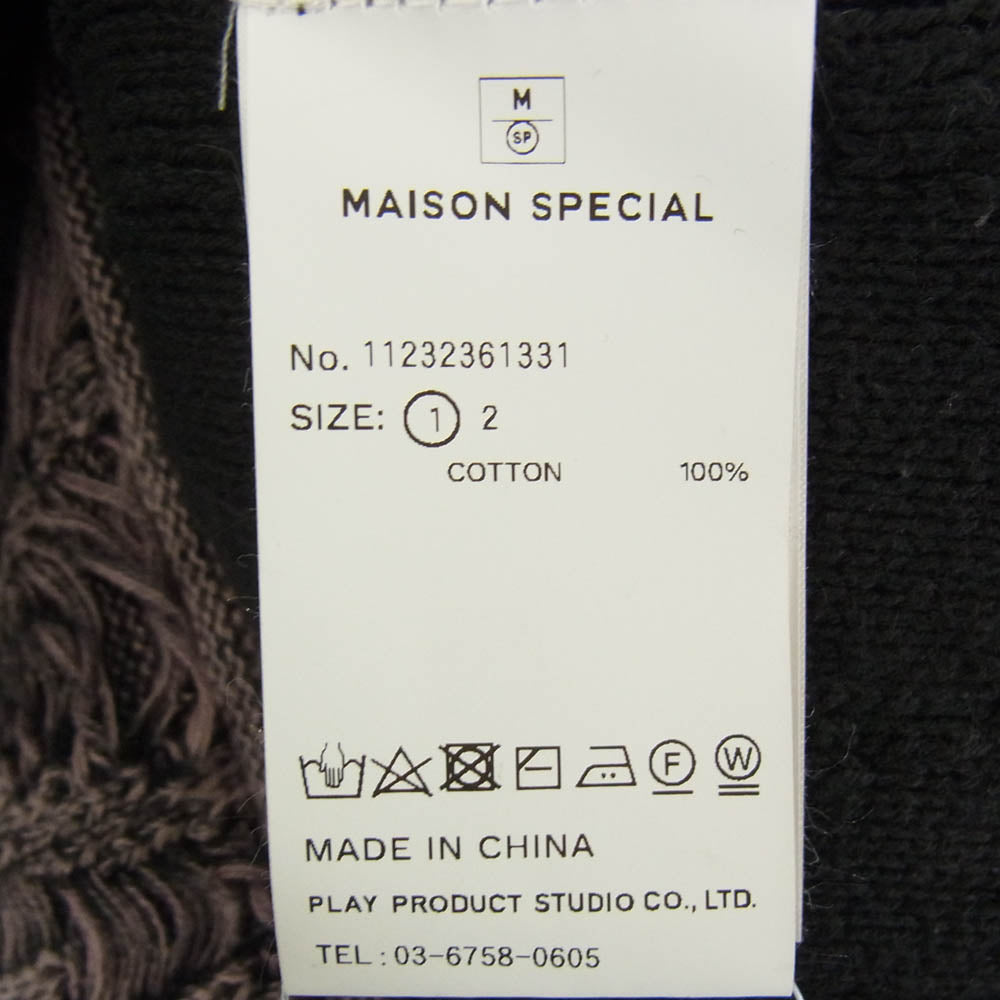 M
SP
MAISON SPECIAL
No. 11232361331
SIZE: 1 2
COTTON 100%
F W
MADE IN CHINA
PLAY PRODUCT STUDIO CO., LTD.
TEL : 03-6758-0605